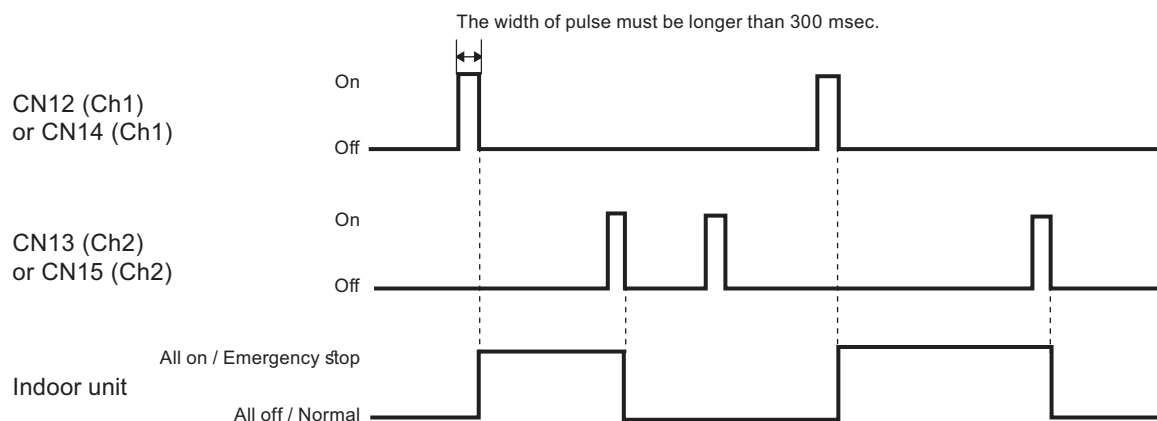 The width of pulse must be longer than 300 msec.
On
CN12 (Ch1)
or CN14 (Ch1)
Off
On
CN13 (Ch2)
or CN15 (Ch2)
Off
All on / Emergency stop
Indoor unit
All off / Normal